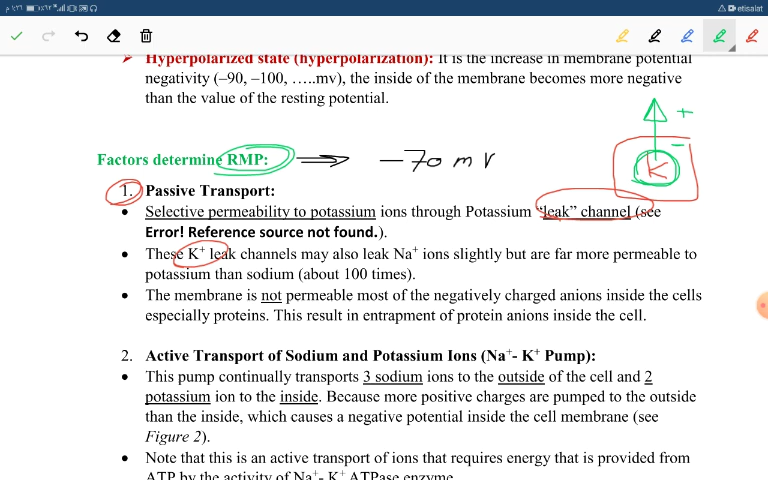 etisalat
Hyperpolarized state (hyperpolarization): It is the increase in membrane potential
negativity (–90, –100, …..mv), the inside of the membrane becomes more negative
than the value of the resting potential.
+
–
K
Factors determine RMP: ⇒ –70 mV
1. Passive Transport:
• Selective permeability to potassium ions through Potassium “leak” channel (see
Error! Reference source not found.).
• These K⁺ leak channels may also leak Na⁺ ions slightly but are far more permeable to
potassium than sodium (about 100 times).
• The membrane is not permeable most of the negatively charged anions inside the cells
especially proteins. This result in entrapment of protein anions inside the cell.
2. Active Transport of Sodium and Potassium Ions (Na⁺- K⁺ Pump):
• This pump continually transports 3 sodium ions to the outside of the cell and 2
potassium ion to the inside. Because more positive charges are pumped to the outside
than the inside, which causes a negative potential inside the cell membrane (see
Figure 2).
• Note that this is an active transport of ions that requires energy that is provided from
ATP by the activity of Na⁺- K⁺ ATPase enzyme.